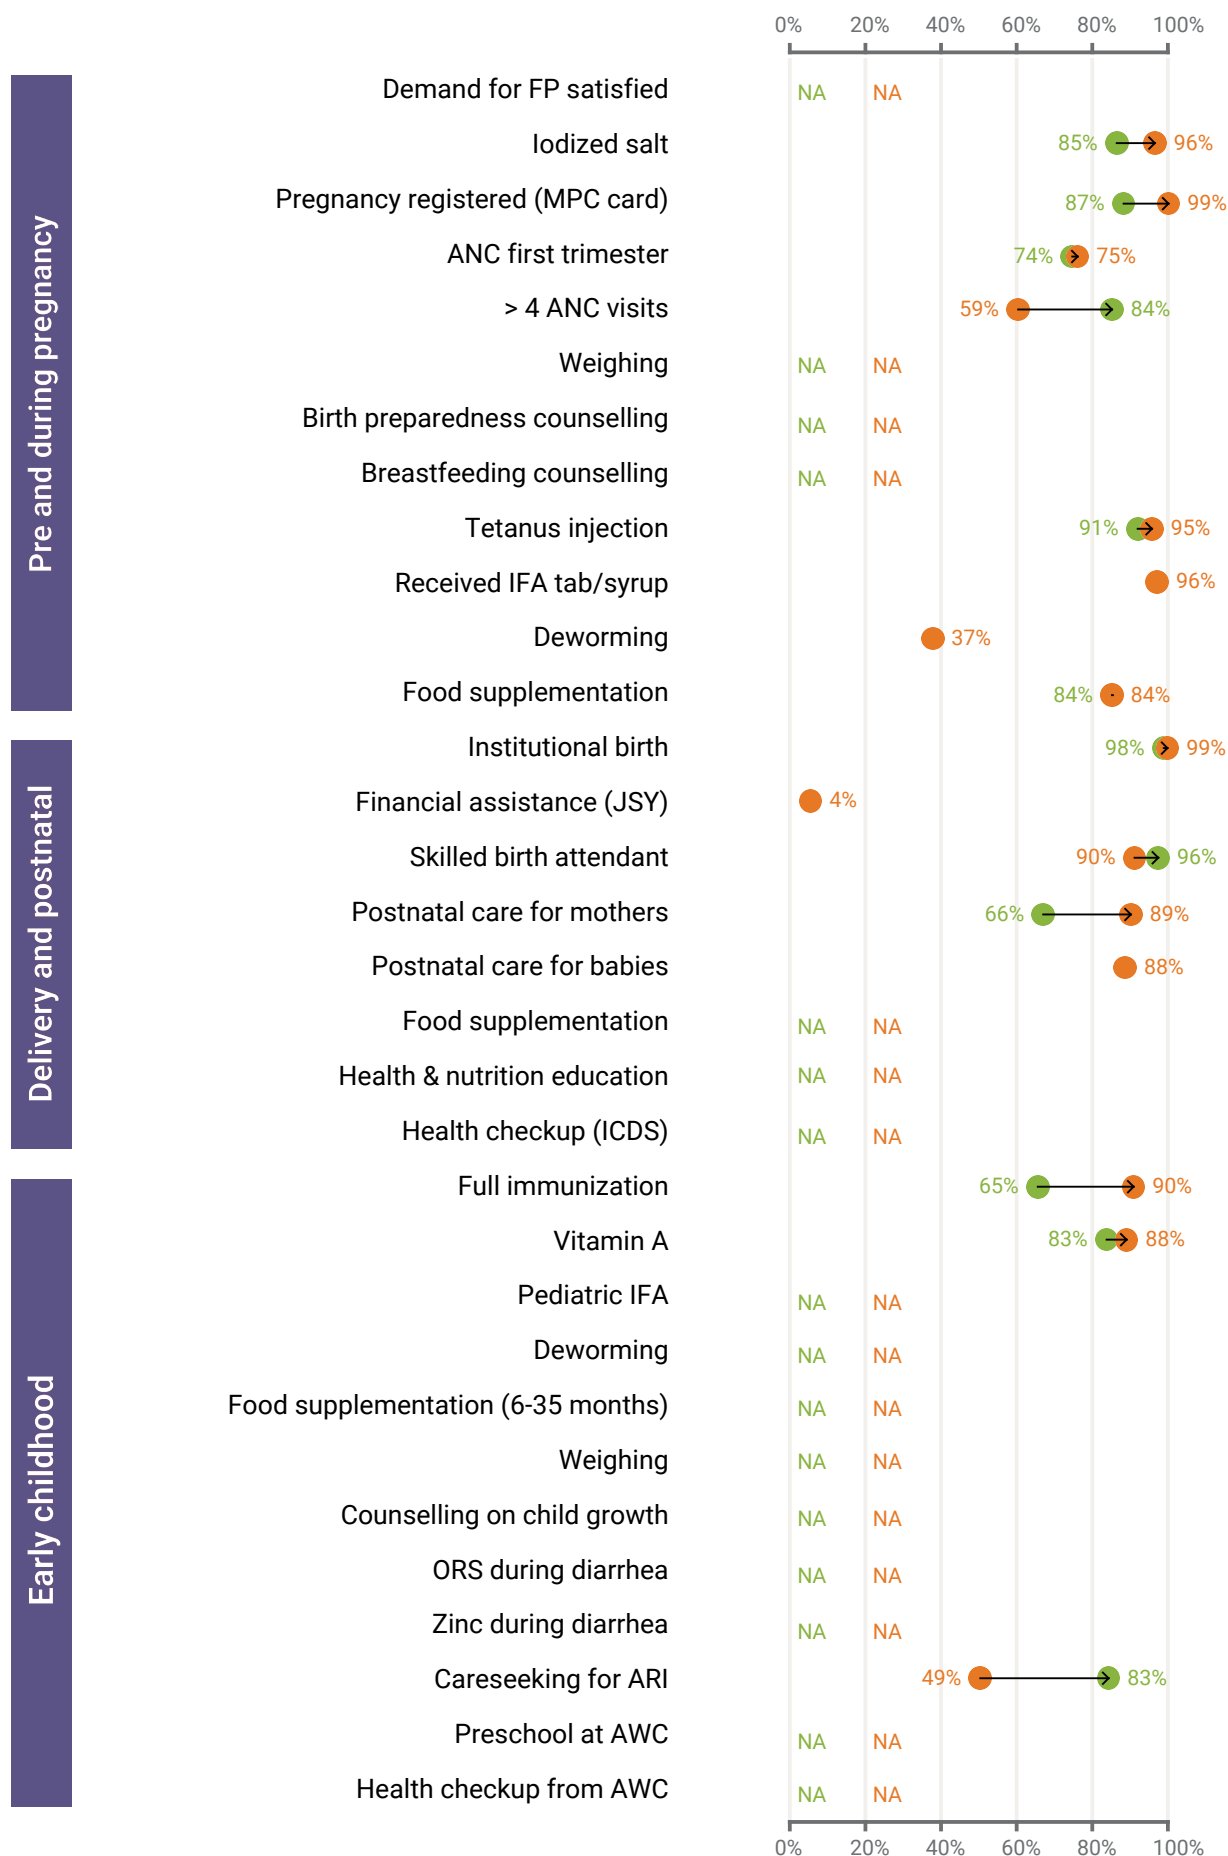 0% 20% 40% 60% 80% 100%
Pre and during pregnancy
Demand for FP satisfied NA NA
Iodized salt 85% 96%
Pregnancy registered (MPC card) 87% 99%
ANC first trimester 74% 75%
> 4 ANC visits 59% 84%
Weighing NA NA
Birth preparedness counselling NA NA
Breastfeeding counselling NA NA
Tetanus injection 91% 95%
Received IFA tab/syrup 96%
Deworming 37%
Food supplementation 84% 84%
Delivery and postnatal
Institutional birth 98% 99%
Financial assistance (JSY) 4%
Skilled birth attendant 90% 96%
Postnatal care for mothers 66% 89%
Postnatal care for babies 88%
Food supplementation NA NA
Health & nutrition education NA NA
Health checkup (ICDS) NA NA
Early childhood
Full immunization 65% 90%
Vitamin A 83% 88%
Pediatric IFA NA NA
Deworming NA NA
Food supplementation (6-35 months) NA NA
Weighing NA NA
Counselling on child growth NA NA
ORS during diarrhea NA NA
Zinc during diarrhea NA NA
Careseeking for ARI 49% 83%
Preschool at AWC NA NA
Health checkup from AWC NA NA
0% 20% 40% 60% 80% 100%